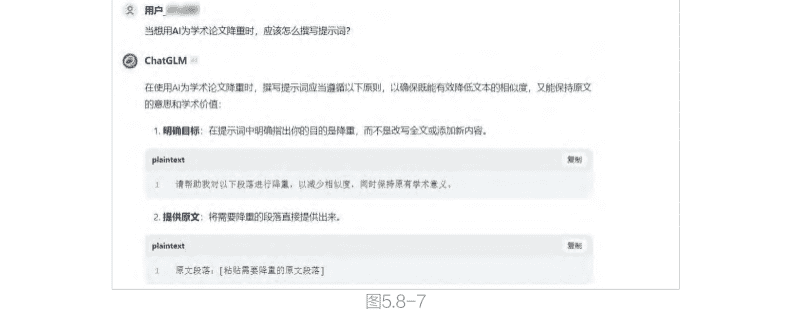 用户
当想用AI为学术论文降重时，应该怎么撰写提示词？
ChatGLM
在使用AI为学术论文降重时，撰写提示词应当遵循以下原则，以确保既能有效降低文本的相似度，又能保持原文
的意思和学术价值：
1. 明确目标：在提示词中明确指出你的目的是降重，而不是改写全文或添加新内容。
plaintext 复制
1 请帮助我对以下段落进行降重，以减少相似度，同时保持原有学术意义。
2. 提供原文：将需要降重的段落直接提供出来。
plaintext 复制
1 原文段落：[粘贴需要降重的原文段落]
图5.8-7